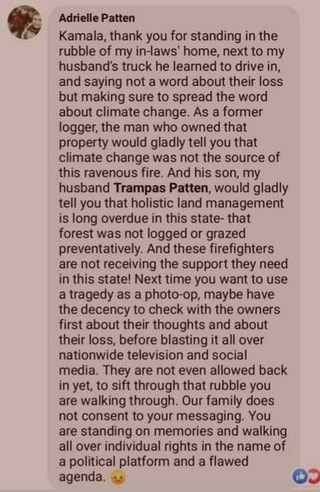 Adrielle Patten
Kamala, thank you for standing in the
rubble of my in-laws' home, next to my
husband's truck he learned to drive in,
and saying not a word about their loss
but making sure to spread the word
about climate change. As a former
logger, the man who owned that
property would gladly tell you that
climate change was not the source of
this ravenous fire. And his son, my
husband Trampas Patten, would gladly
tell you that holistic land management
is long overdue in this state- that
forest was not logged or grazed
preventatively. And these firefighters
are not receiving the support they need
in this state! Next time you want to use
a tragedy as a photo-op, maybe have
the decency to check with the owners
first about their thoughts and about
their loss, before blasting it all over
nationwide television and social
media. They are not even allowed back
in yet, to sift through that rubble you
are walking through. Our family does
not consent to your messaging. You
are standing on memories and walking
all over individual rights in the name of
a political platform and a flawed
agenda. 😠